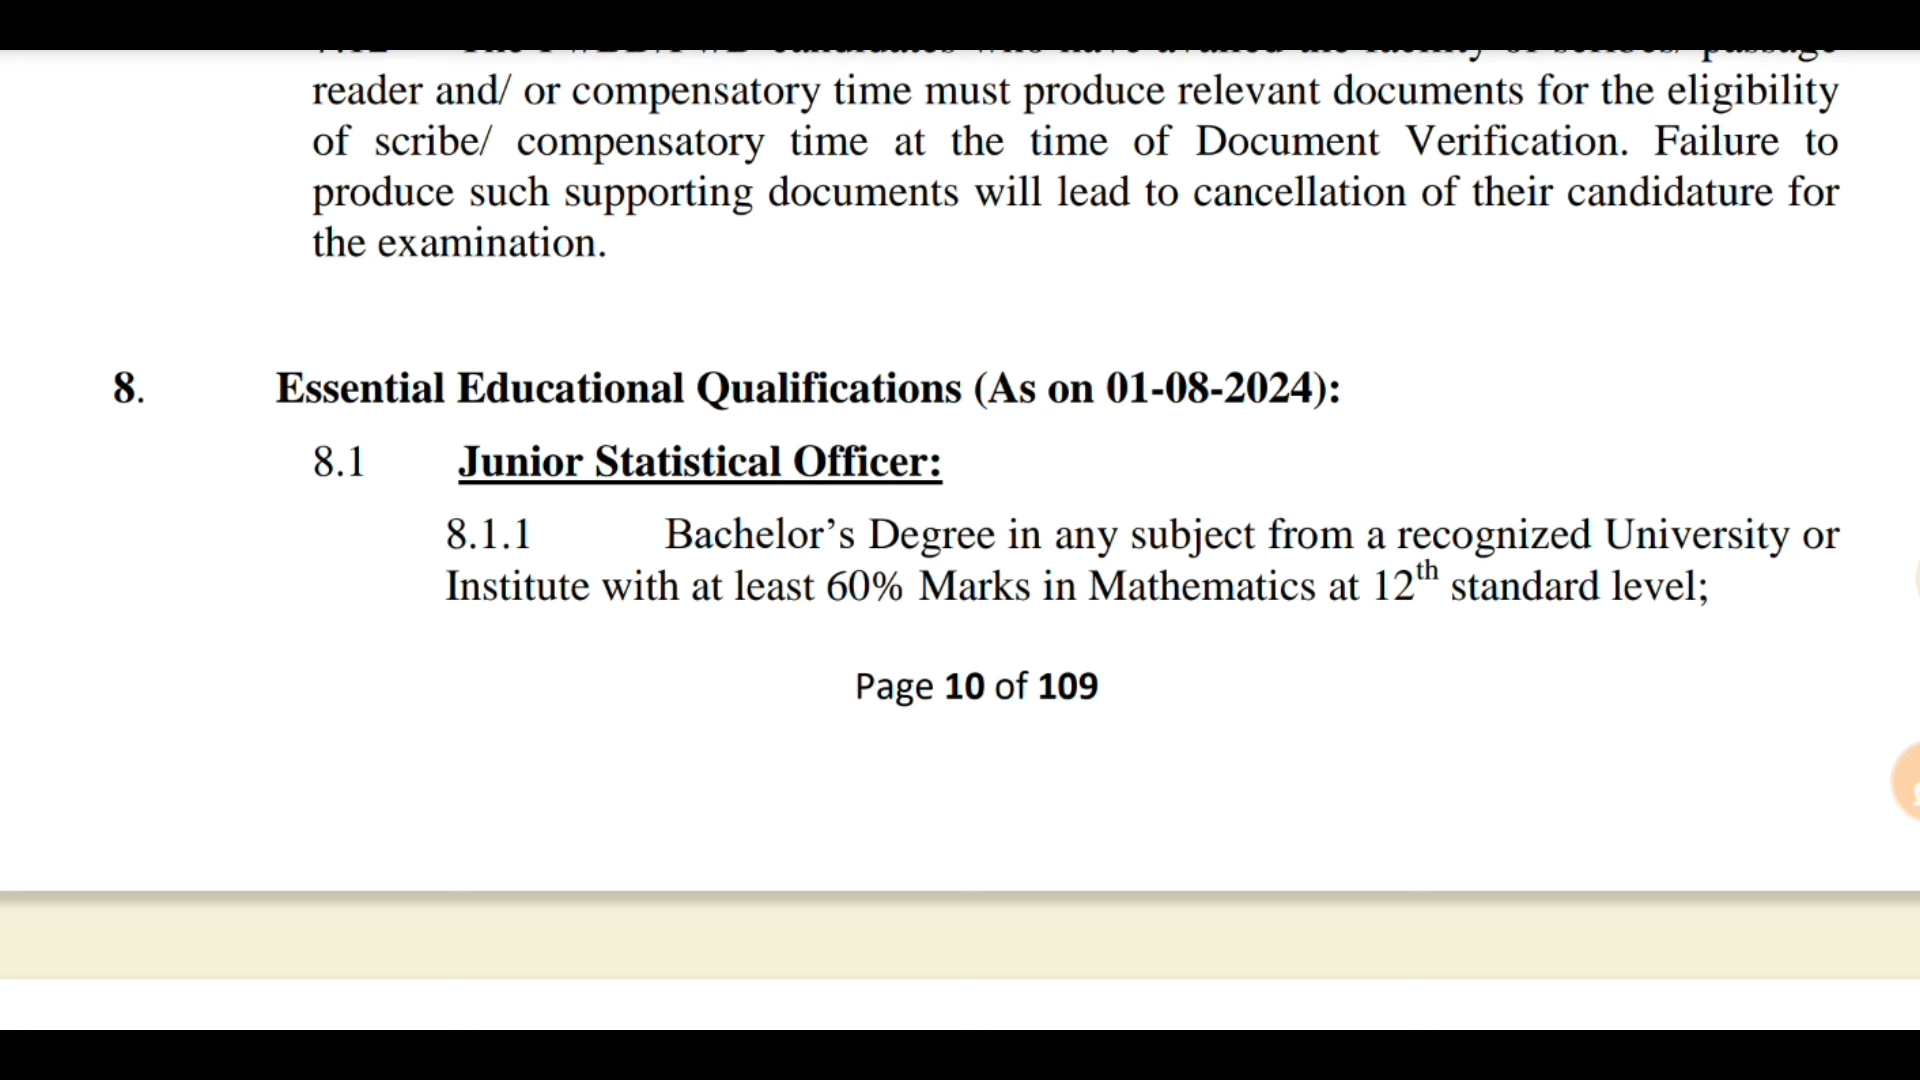 reader and/ or compensatory time must produce relevant documents for the eligibility
of scribe/ compensatory time at the time of Document Verification. Failure to
produce such supporting documents will lead to cancellation of their candidature for
the examination.
8. Essential Educational Qualifications (As on 01-08-2024):
8.1 Junior Statistical Officer:
8.1.1 Bachelor’s Degree in any subject from a recognized University or
Institute with at least 60% Marks in Mathematics at 12th standard level;
Page 10 of 109